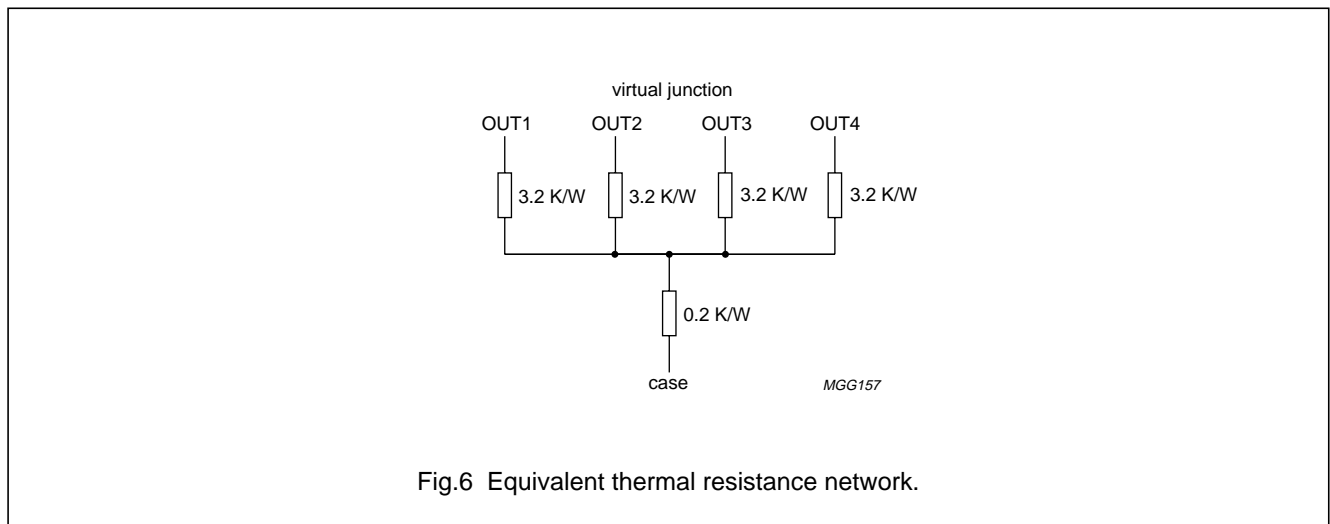 virtual junction
OUT1 OUT2 OUT3 OUT4
3.2 K/W 3.2 K/W 3.2 K/W 3.2 K/W
0.2 K/W
case
MGG157
Fig.6 Equivalent thermal resistance network.